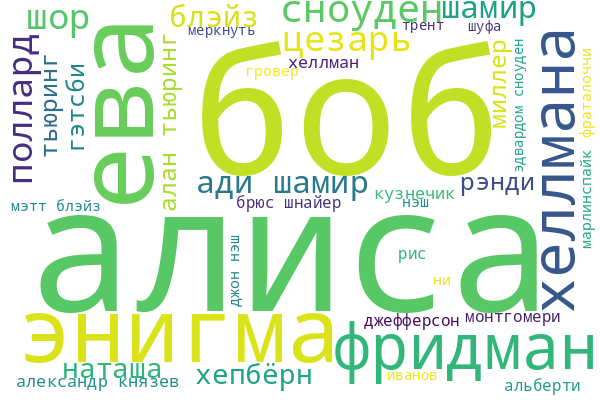 шор
блэйз
сноуден
шамир
меркнуть
трент
шуфа
цезарь
поллард
тьюринг
гэтсби
ева
алан тьюринг
боб
хеллман
гровер
миллер
эдвардом сноуден
хеллмана
фраталоччи
марлинспайк
ади шамир
кузнечик
рэнди
мэтт блэйз
брюс шнайер
нэш
алиса
джон нэш
рис
ни
энигма
джефферсон
монтгомери
фридман
наташа
хепбёрн
александр князев
иванов
альберти